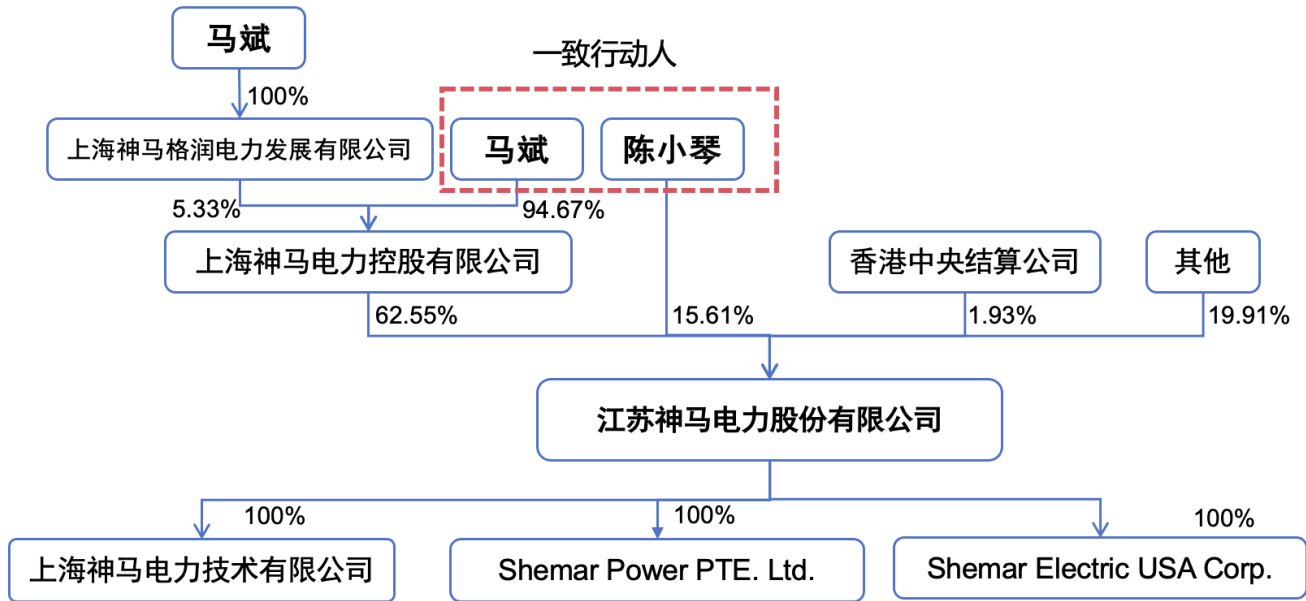 马斌
一致行动人
100%
上海神马格润电力发展有限公司
马斌
陈小琴
5.33%
94.67%
上海神马电力控股有限公司
香港中央结算公司
其他
62.55%
15.61%
1.93%
19.91%
江苏神马电力股份有限公司
100%
100%
100%
上海神马电力技术有限公司
Shemar Power PTE. Ltd.
Shemar Electric USA Corp.